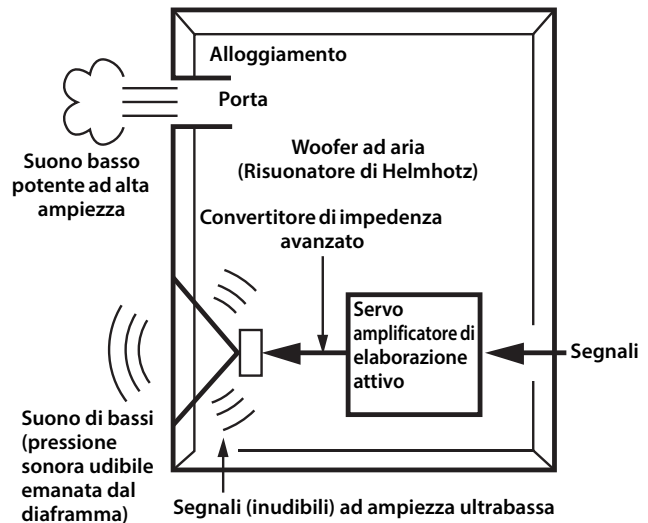 Alloggiamento
Porta
Suono basso
potente ad alta
ampiezza
Woofer ad aria
(Risuonatore di Helmhotz)
Convertitore di impedenza
avanzato
Servo
amplificatore di
elaborazione
attivo
Segnali
Suono di bassi
(pressione
sonora udibile
emanata dal
diaframma)
Segnali (inudibili) ad ampiezza ultrabassa